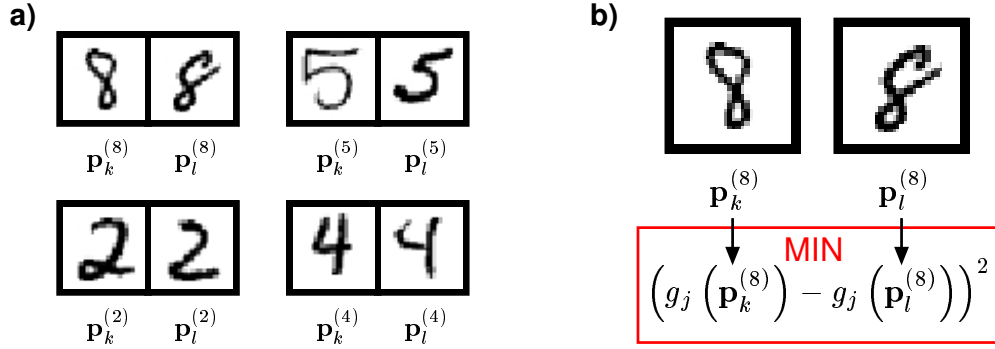 a)
8 8 5 5
p_k^{(8)} p_l^{(8)} p_k^{(5)} p_l^{(5)}
2 2 4 4
p_k^{(2)} p_l^{(2)} p_k^{(4)} p_l^{(4)}
b)
8 8
p_k^{(8)} p_l^{(8)}
MIN
(g_j (p_k^{(8)}) − g_j (p_l^{(8)}))^2